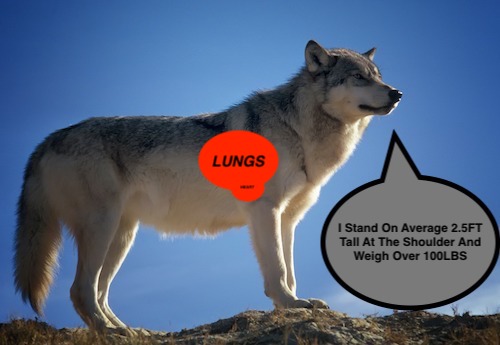 LUNGS
HEART
I Stand On Average 2.5FT
Tall At The Shoulder And
Weigh Over 100LBS